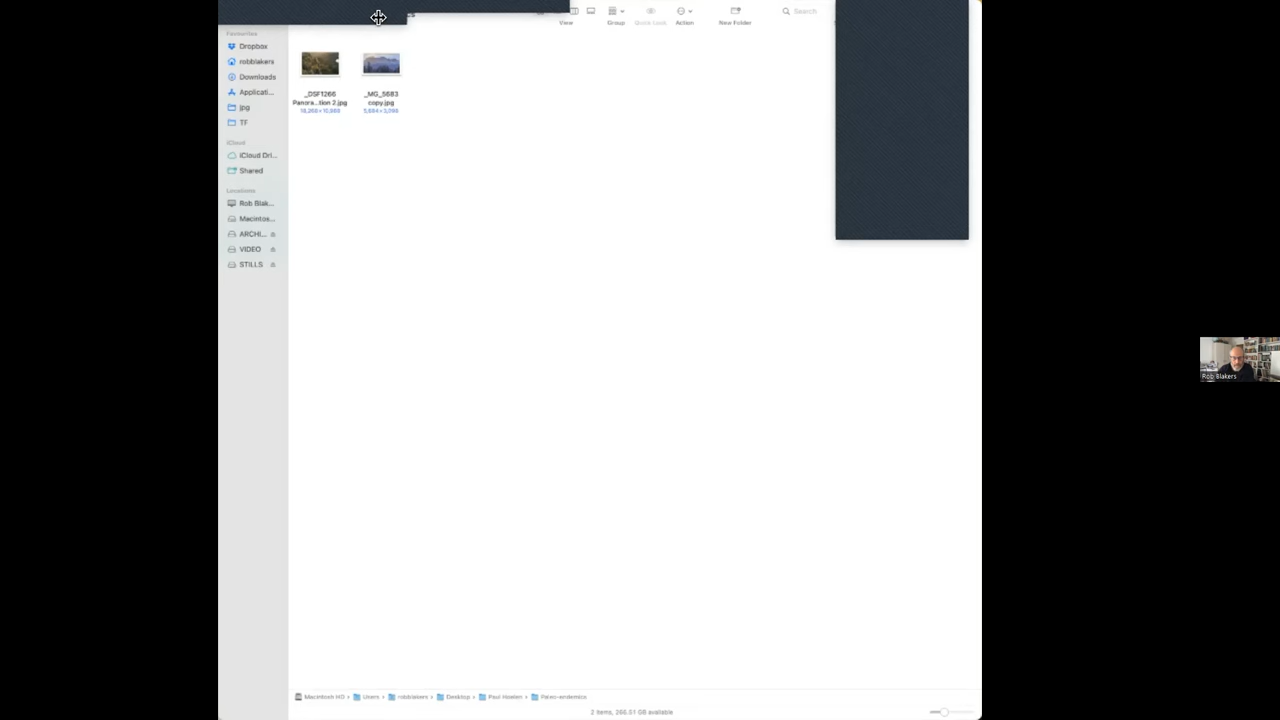 View
Group
Quick Look
Action
New Folder
Search
Favourites
Dropbox
robblakers
Downloads
Applicati...
jpg
TF
iCloud
iCloud Dri...
Shared
Locations
Rob Blak...
Macintos...
ARCHI...
VIDEO
STILLS
_DSF1266
Panora...tion 2.jpg
_MG_5683
copy.jpg
Rob Blakers
Macintosh HD › Users › robblakers › Desktop ›
2 items, 266.51 GB available